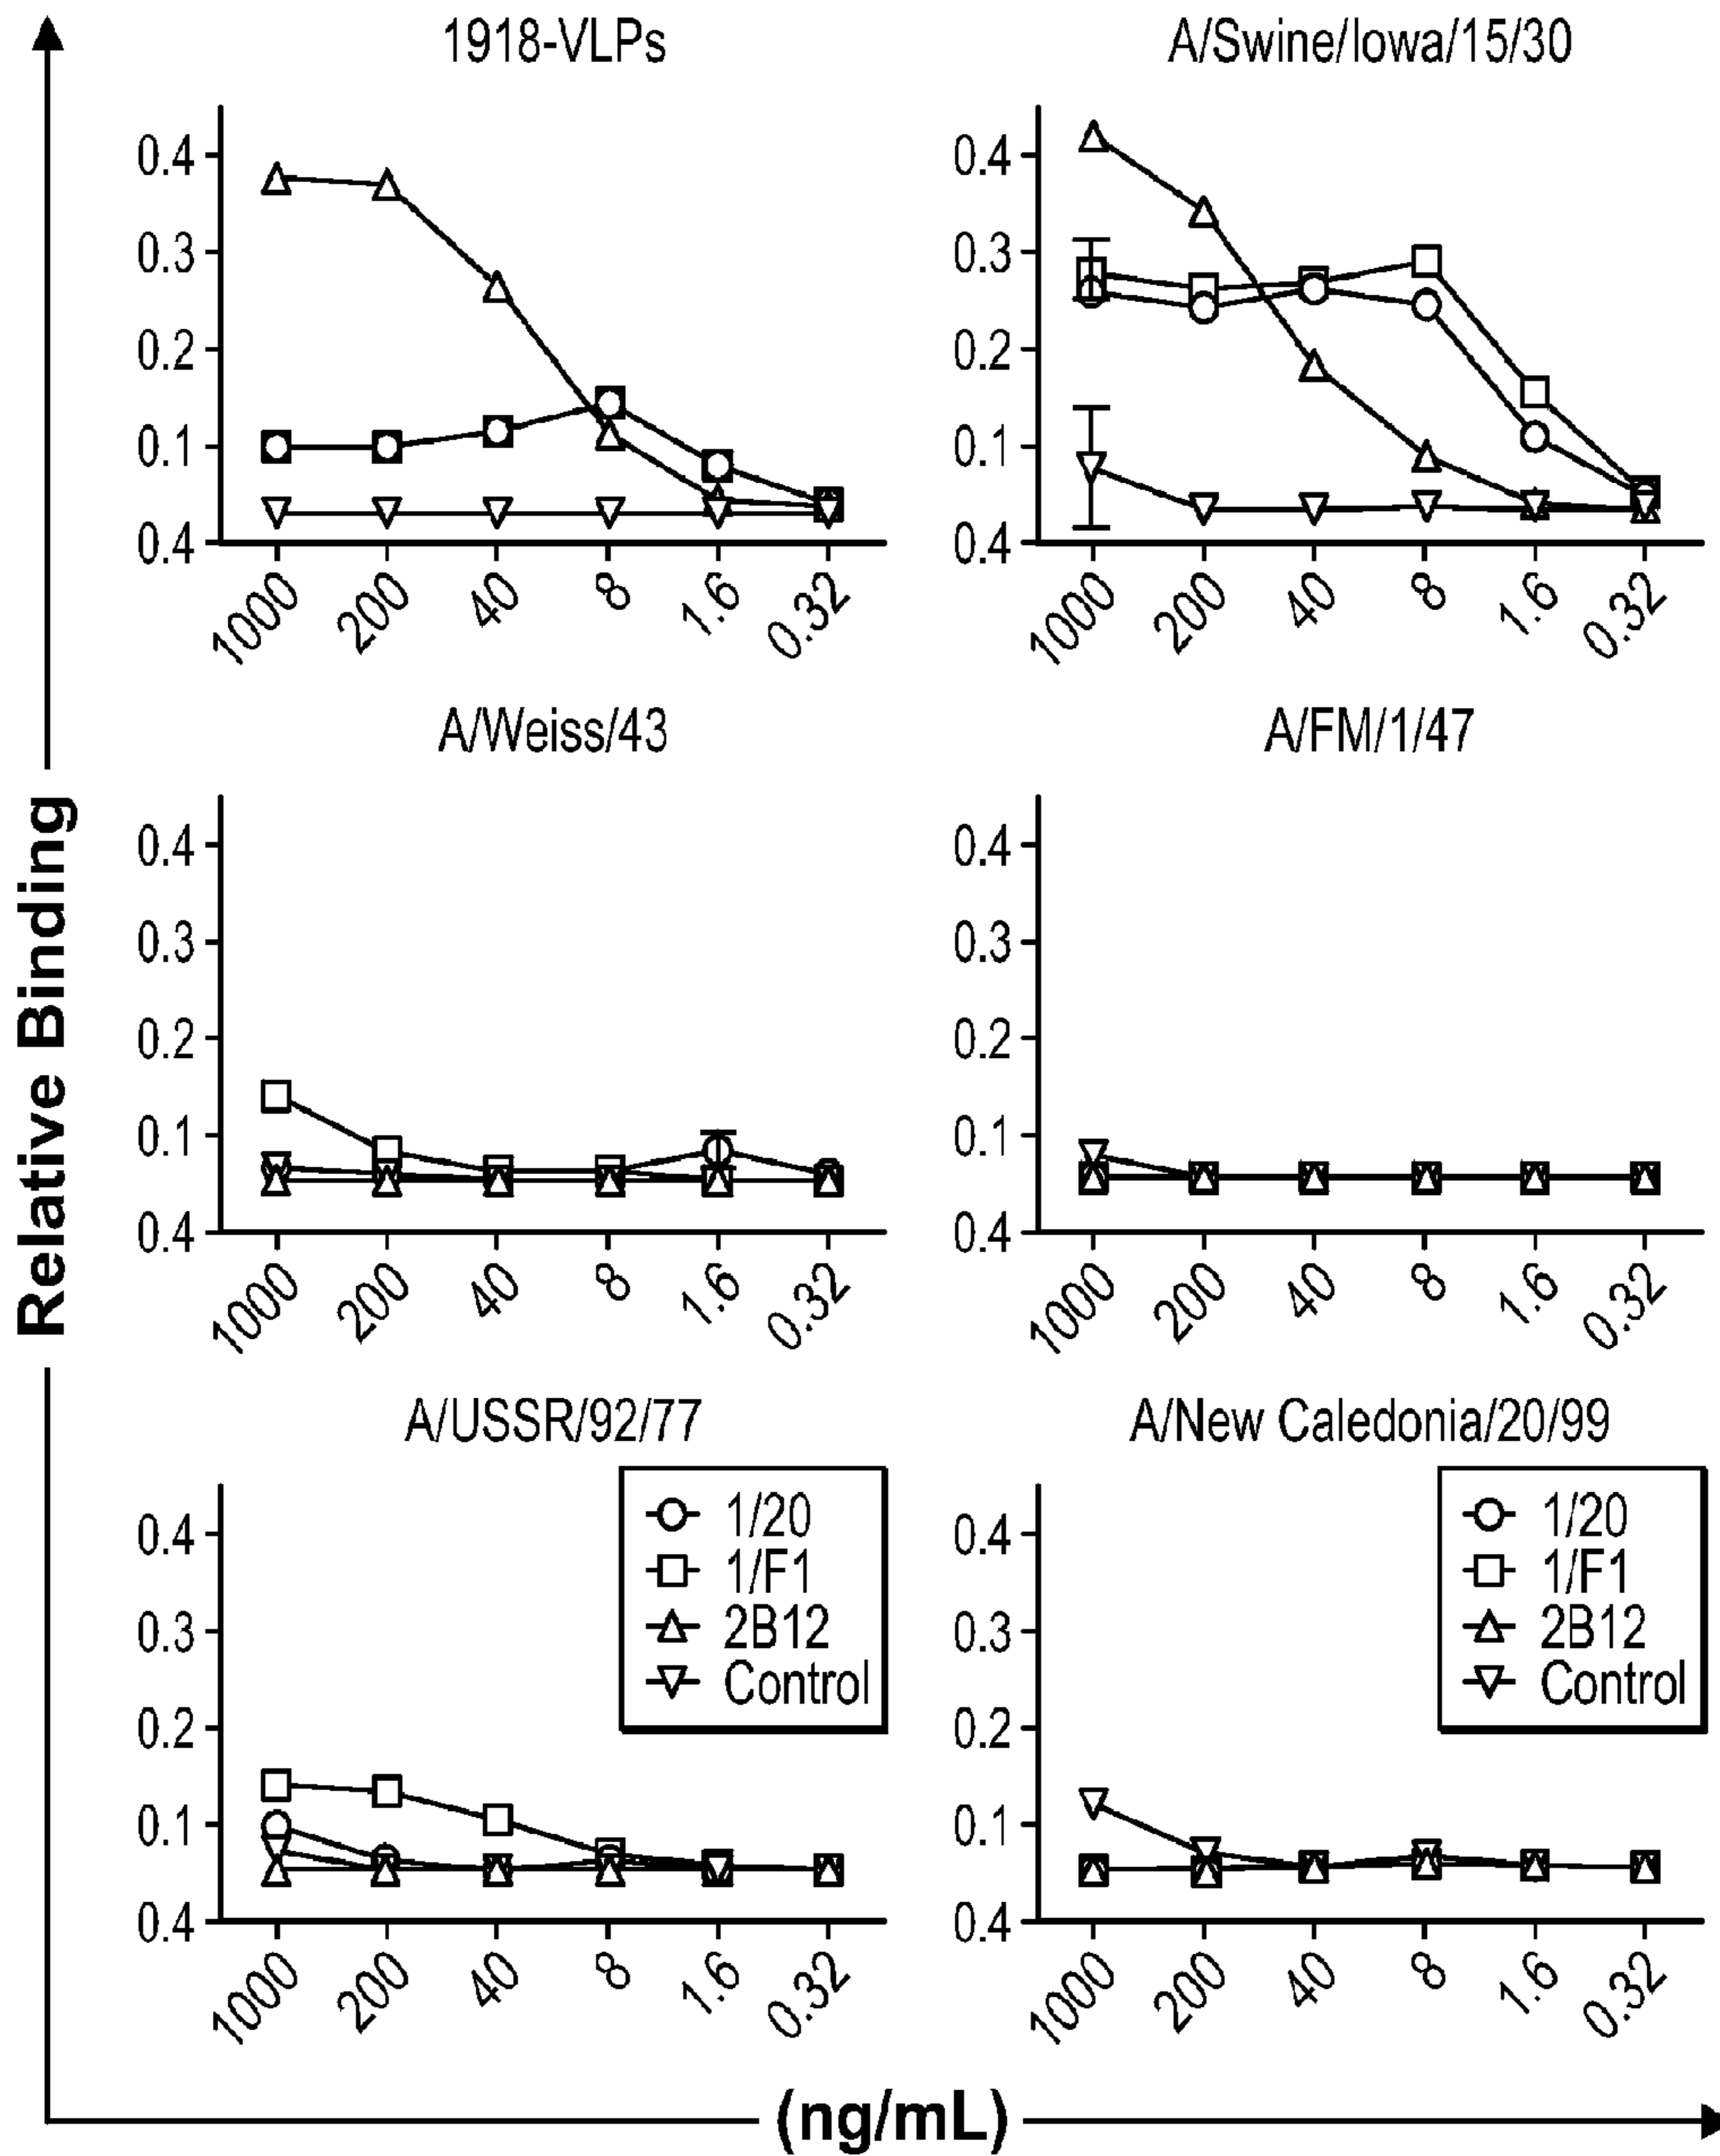 1918-VLPs
0.4
0.3
0.2
0.1
0.4
1000 200 40 8 1.6 0.32
A/Swine/Iowa/15/30
0.4
0.3
0.2
0.1
0.4
1000 200 40 8 1.6 0.32
Relative Binding
A/Weiss/43
0.4
0.3
0.2
0.1
0.4
1000 200 40 8 1.6 0.32
A/FM/1/47
0.4
0.3
0.2
0.1
0.4
1000 200 40 8 1.6 0.32
A/USSR/92/77
0.4
0.3
0.2
0.1
0.4
1/20
1/F1
2B12
Control
1000 200 40 8 1.6 0.32
A/New Caledonia/20/99
0.4
0.3
0.2
0.1
0.4
1/20
1/F1
2B12
Control
1000 200 40 8 1.6 0.32
(ng/mL)